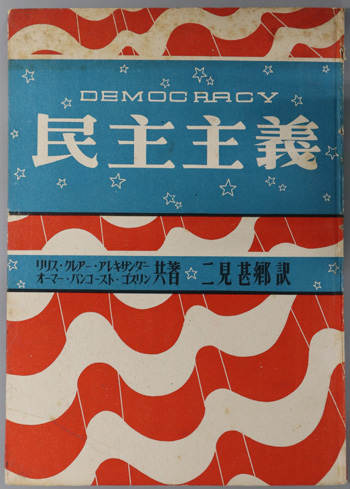 DEMOCRACY
民主主義
リリス・クレアー・アレキサンダー
オーマー・パンコースト・ゴスリン
共著 二見甚郷訳